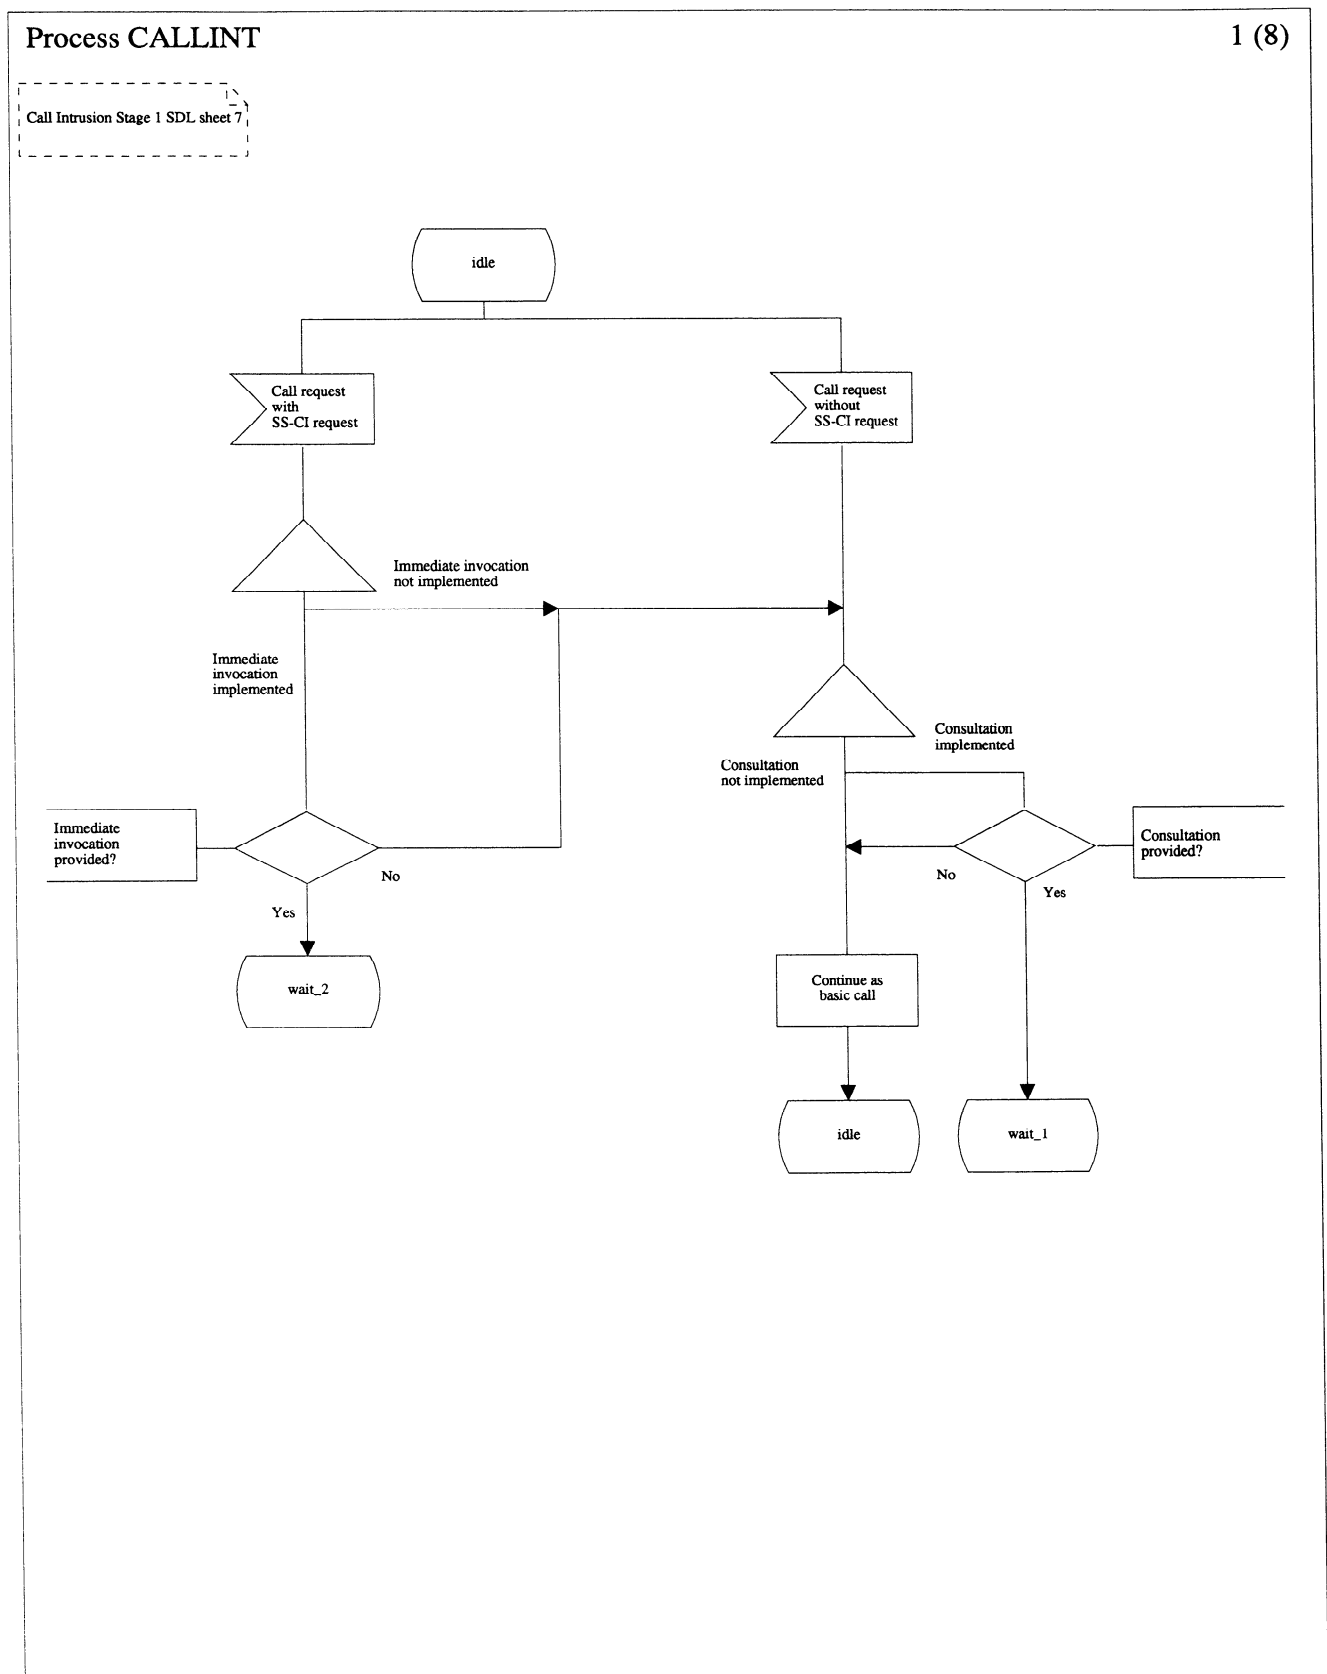 Process CALLINT
1 (8)
Call Intrusion Stage 1 SDL sheet 7
idle
Call request
with
SS-CI request
Call request
without
SS-CI request
Immediate invocation
not implemented
Immediate
invocation
implemented
Consultation
implemented
Consultation
not implemented
Immediate
invocation
provided?
No
Yes
Consultation
provided?
No
Yes
wait_2
Continue as
basic call
idle
wait_1